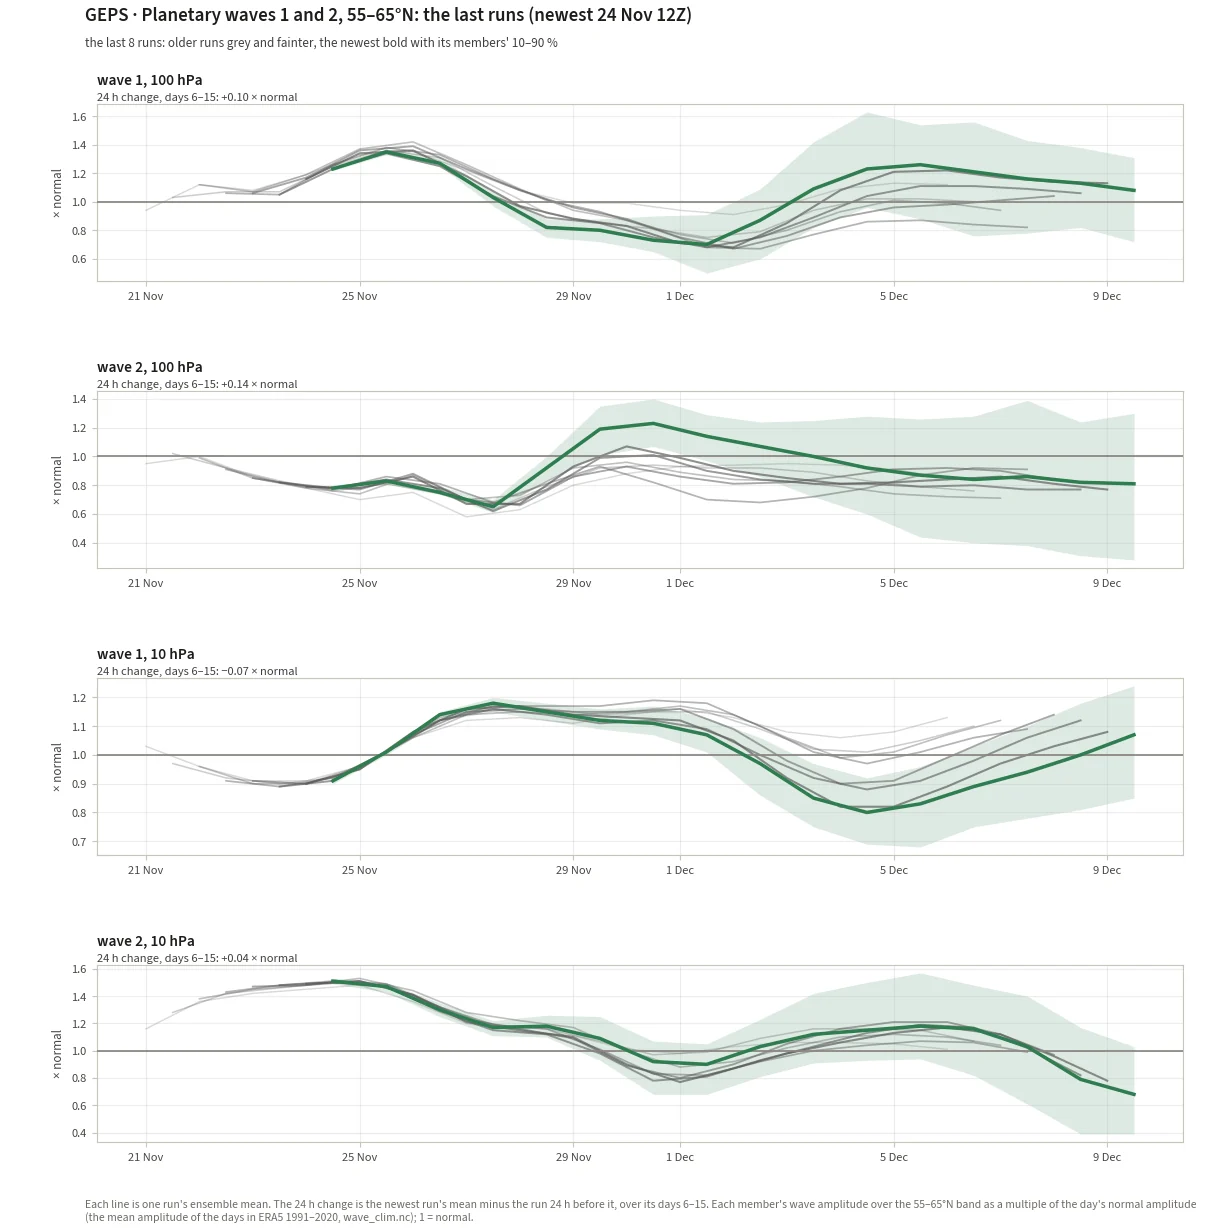 GEPS · Planetary waves 1 and 2, 55–65°N: the last runs (newest 24 Nov 12Z)
the last 8 runs: older runs grey and fainter, the newest bold with its members' 10–90 %
wave 1, 100 hPa
24 h change, days 6–15: +0.10 × normal
1.6
1.4
1.2
1.0
0.8
0.6
× normal
21 Nov 25 Nov 29 Nov 1 Dec 5 Dec 9 Dec
wave 2, 100 hPa
24 h change, days 6–15: +0.14 × normal
1.4
1.2
1.0
0.8
0.6
0.4
× normal
21 Nov 25 Nov 29 Nov 1 Dec 5 Dec 9 Dec
wave 1, 10 hPa
24 h change, days 6–15: −0.07 × normal
1.2
1.1
1.0
0.9
0.8
0.7
× normal
21 Nov 25 Nov 29 Nov 1 Dec 5 Dec 9 Dec
wave 2, 10 hPa
24 h change, days 6–15: +0.04 × normal
1.6
1.4
1.2
1.0
0.8
0.6
0.4
× normal
21 Nov 25 Nov 29 Nov 1 Dec 5 Dec 9 Dec
Each line is one run's ensemble mean. The 24 h change is the newest run's mean minus the run 24 h before it, over its days 6–15. Each member's wave amplitude over the 55–65°N band as a multiple of the day's normal amplitude
(the mean amplitude of the days in ERA5 1991–2020, wave_clim.nc); 1 = normal.